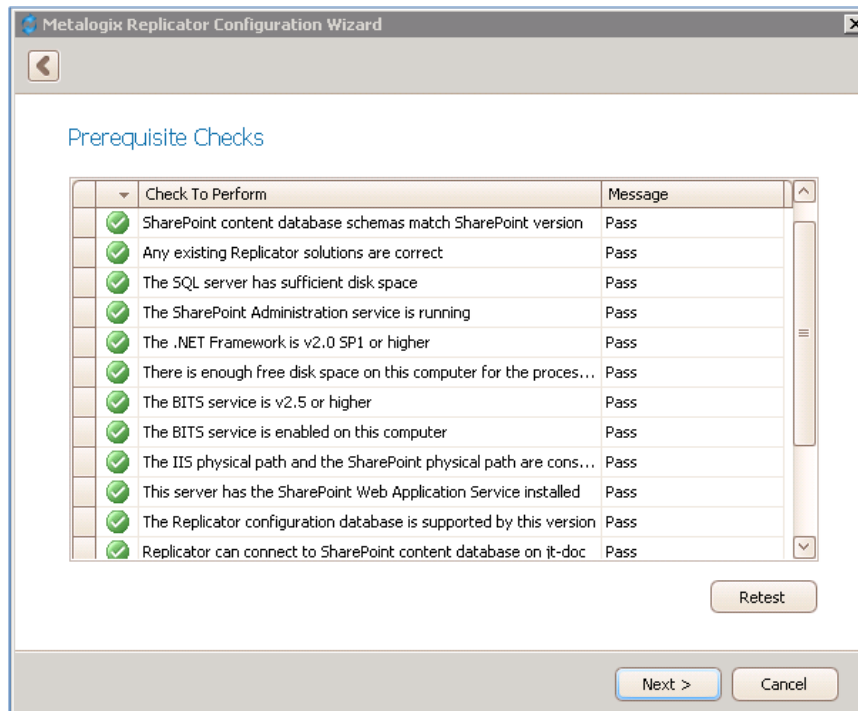 Metalogix Replicator Configuration Wizard
Prerequisite Checks
Check To Perform Message
SharePoint content database schemas match SharePoint version Pass
Any existing Replicator solutions are correct Pass
The SQL server has sufficient disk space Pass
The SharePoint Administration service is running Pass
The .NET Framework is v2.0 SP1 or higher Pass
There is enough free disk space on this computer for the proces... Pass
The BITS service is v2.5 or higher Pass
The BITS service is enabled on this computer Pass
The IIS physical path and the SharePoint physical path are cons... Pass
This server has the SharePoint Web Application Service installed Pass
The Replicator configuration database is supported by this version Pass
Replicator can connect to SharePoint content database on jt-doc Pass
Retest
Next > Cancel